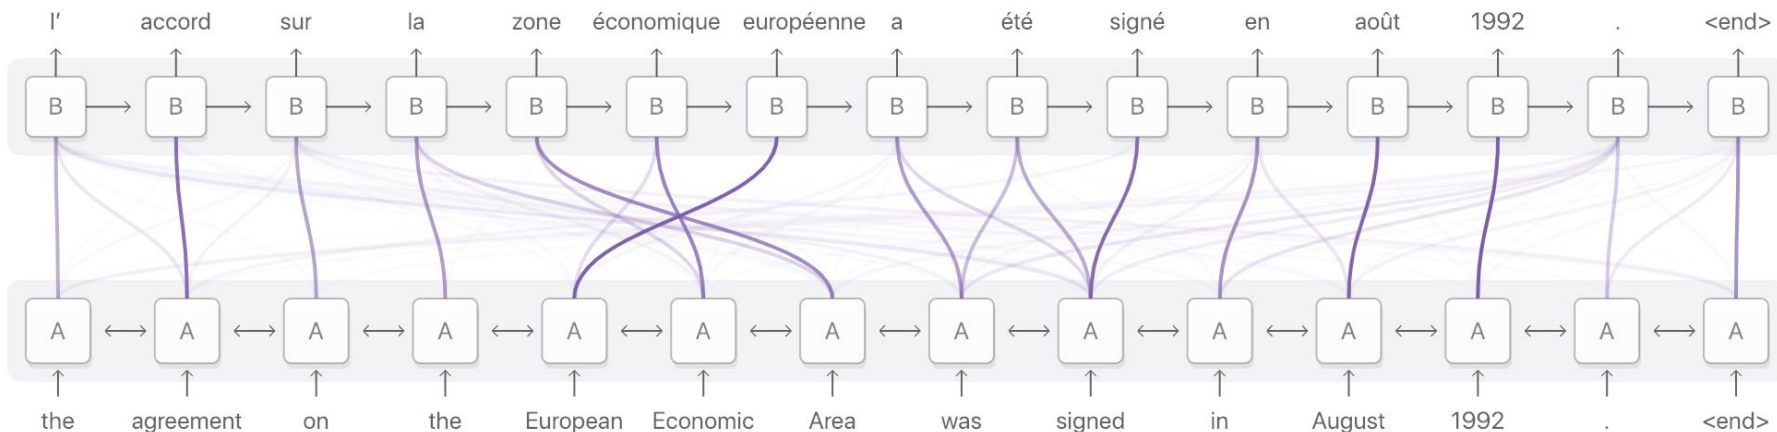 l’ accord sur la zone économique européenne a été signé en août 1992 . <end>
B B B B B B B B B B B B B B B
A A A A A A A A A A A A A A
the agreement on the European Economic Area was signed in August 1992 . <end>